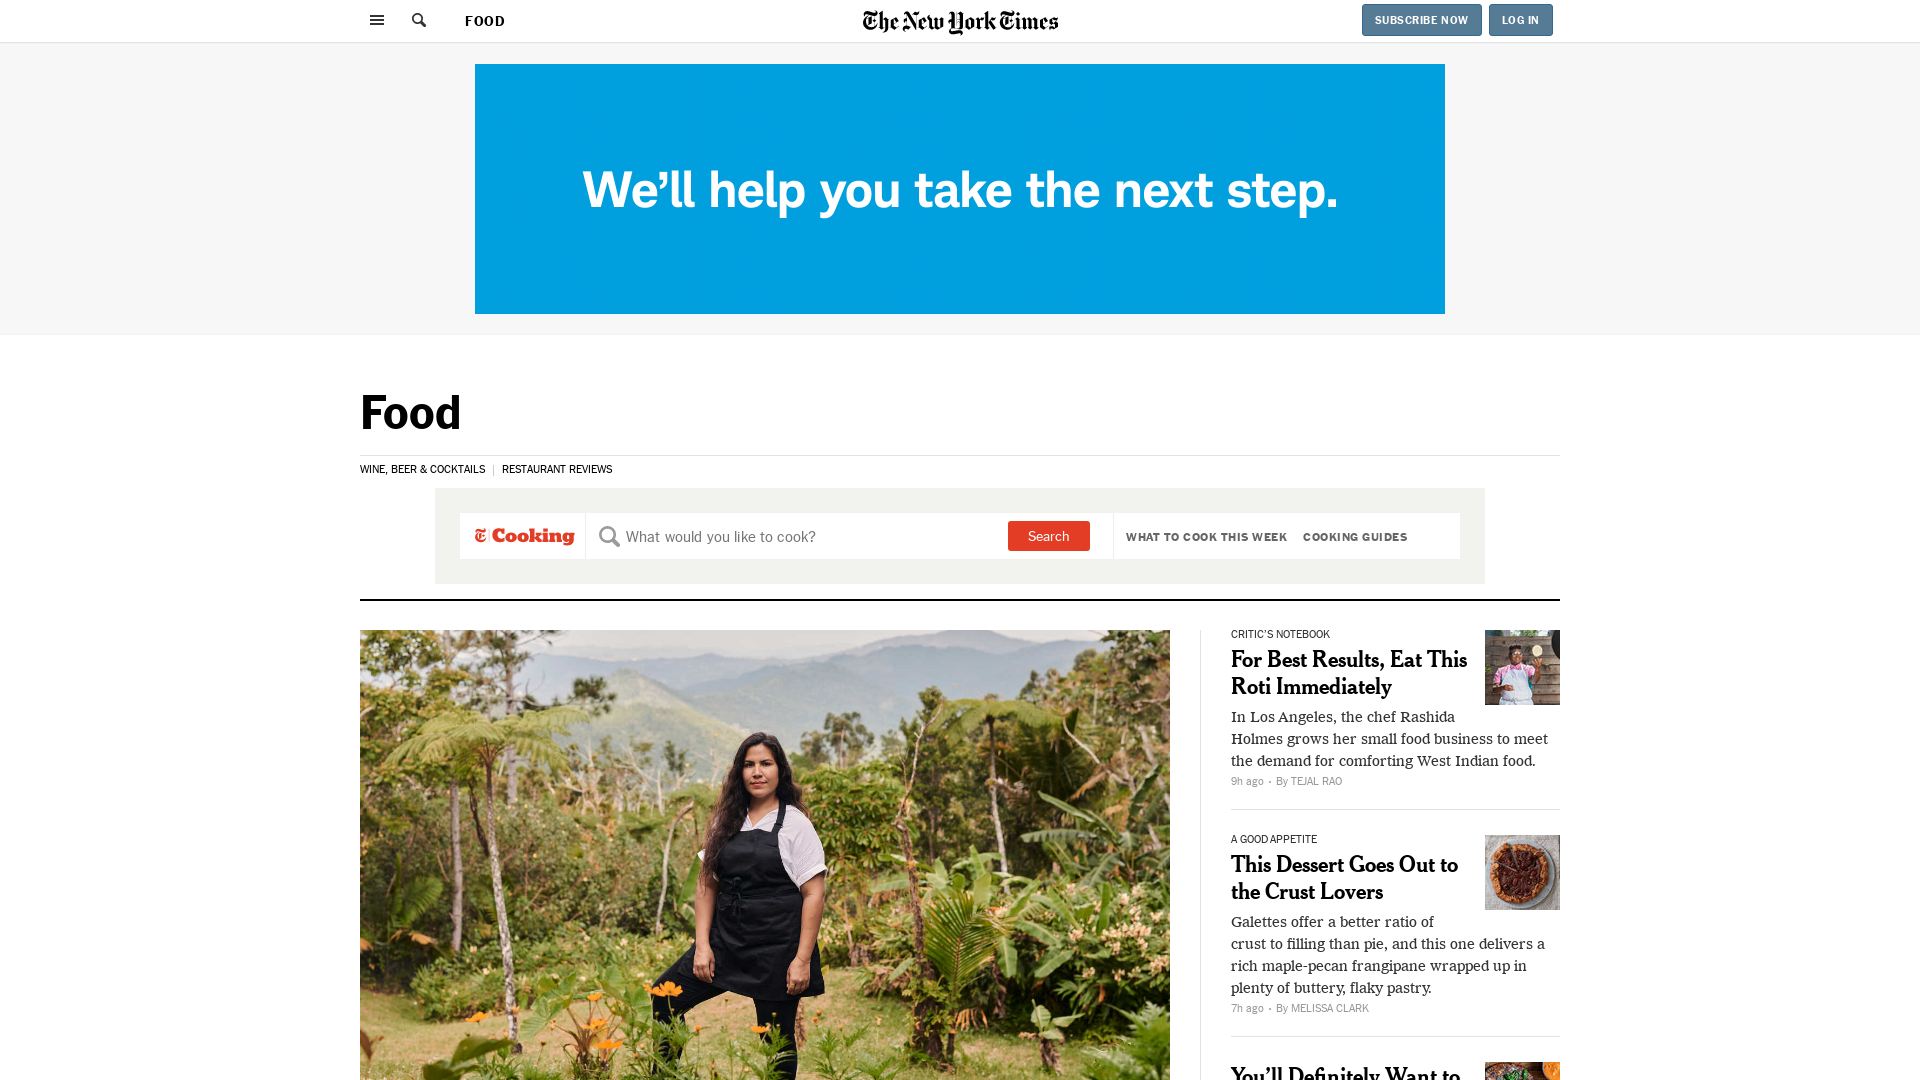 FOOD
The New York Times
SUBSCRIBE NOW
LOG IN
We'll help you take the next step.
Food
WINE, BEER & COCKTAILS
RESTAURANT REVIEWS
Cooking
What would you like to cook?
Search
WHAT TO COOK THIS WEEK
COOKING GUIDES
CRITIC'S NOTEBOOK
For Best Results, Eat This
Roti Immediately
In Los Angeles, the chef Rashida
Holmes grows her small food business to meet
the demand for comforting West Indian food.
9h ago • By TEJAL RAO
A GOOD APPETITE
This Dessert Goes Out to
the Crust Lovers
Galettes offer a better ratio of
crust to filling than pie, and this one delivers a
rich maple-pecan frangipane wrapped up in
plenty of buttery, flaky pastry.
7h ago • By MELISSA CLARK
You'll Definitely Want to